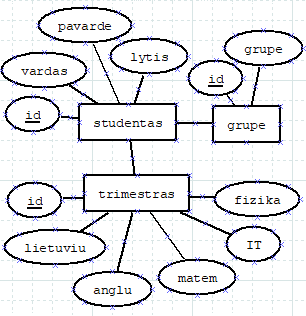 pavarde
grupe
lytis
vardas
id
id
studentas
grupe
trimestras
id
fizika
lietuviu
IT
matem
anglu